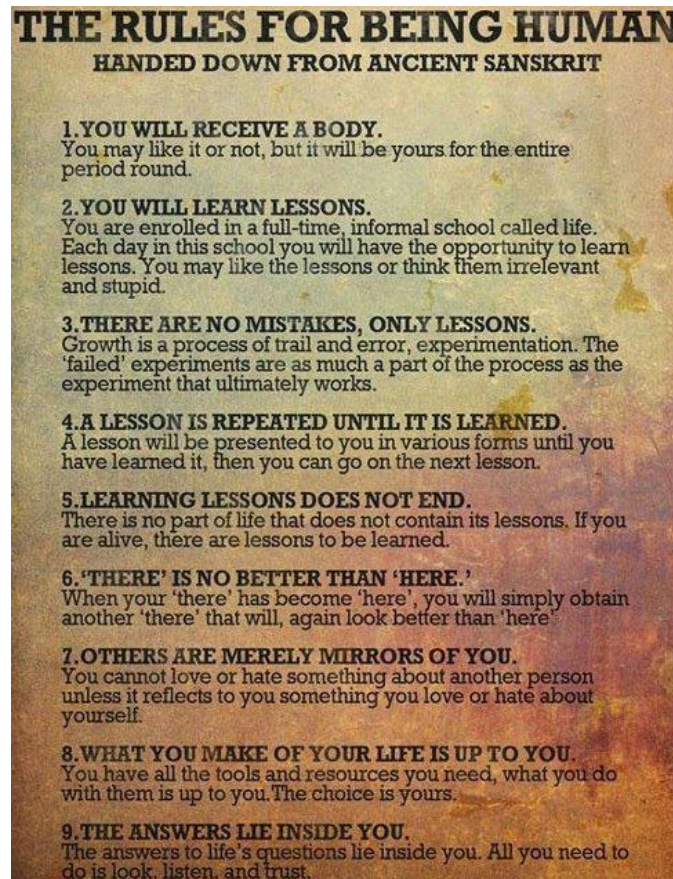 THE RULES FOR BEING HUMAN
HANDED DOWN FROM ANCIENT SANSKRIT
1.YOU WILL RECEIVE A BODY.
You may like it or not, but it will be yours for the entire
period round.
2.YOU WILL LEARN LESSONS.
You are enrolled in a full-time, informal school called life.
Each day in this school you will have the opportunity to learn
lessons. You may like the lessons or think them irrelevant
and stupid.
3.THERE ARE NO MISTAKES, ONLY LESSONS.
Growth is a process of trail and error, experimentation. The
‘failed’ experiments are as much a part of the process as the
experiment that ultimately works.
4.A LESSON IS REPEATED UNTIL IT IS LEARNED.
A lesson will be presented to you in various forms until you
have learned it, then you can go on the next lesson.
5.LEARNING LESSONS DOES NOT END.
There is no part of life that does not contain its lessons. If you
are alive, there are lessons to be learned.
6.‘THERE’ IS NO BETTER THAN ‘HERE.’
When your ‘there’ has become ‘here’, you will simply obtain
another ‘there’ that will, again look better than ‘here’
7.OTHERS ARE MERELY MIRRORS OF YOU.
You cannot love or hate something about another person
unless it reflects to you something you love or hate about
yourself.
8.WHAT YOU MAKE OF YOUR LIFE IS UP TO YOU.
You have all the tools and resources you need, what you do
with them is up to you.The choice is yours.
9.THE ANSWERS LIE INSIDE YOU.
The answers to life’s questions lie inside you. All you need to
do is look, listen, and trust.